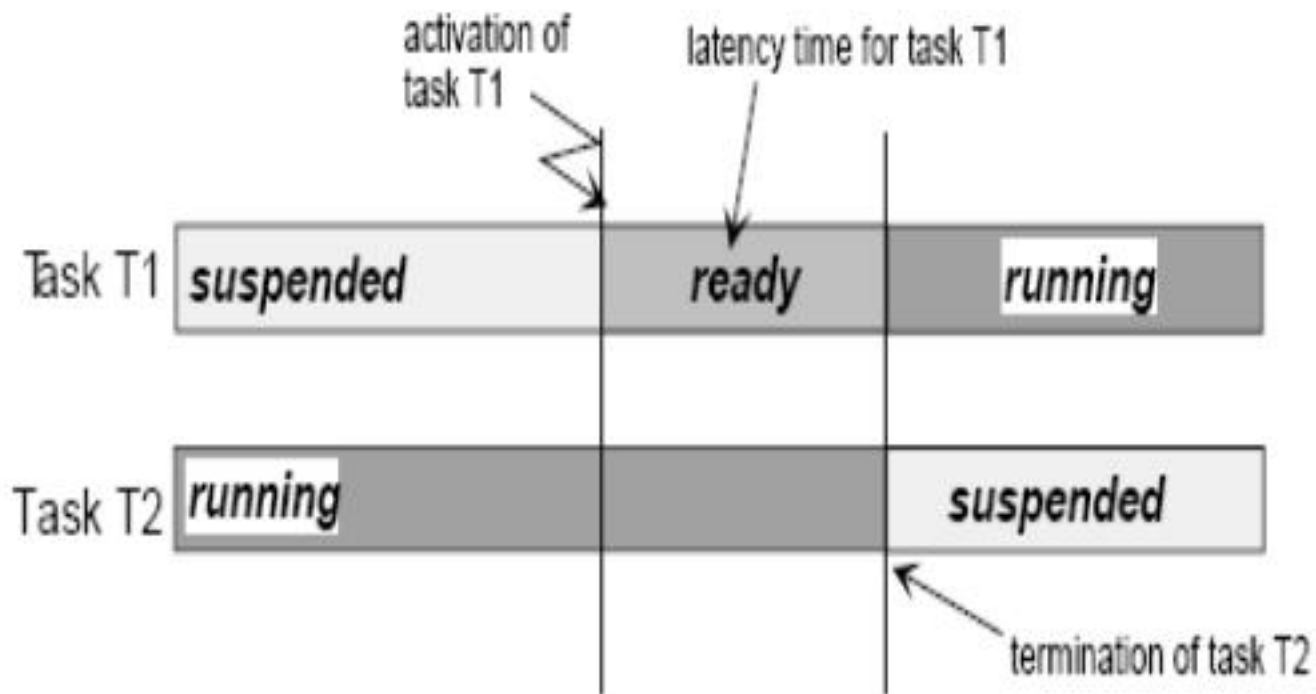 activation of
task T1
latency time for task T1
Task T1
suspended
ready
running
Task T2
running
suspended
termination of task T2